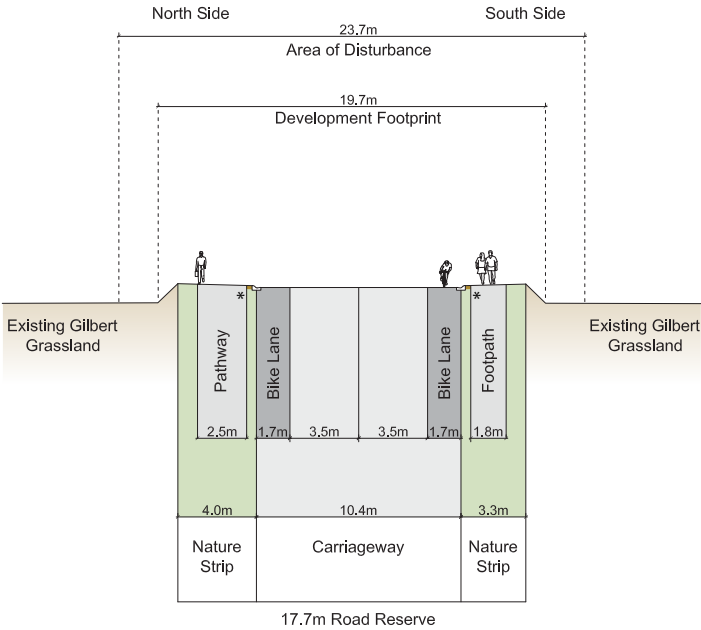 North Side
South Side
23.7m
Area of Disturbance
19.7m
Development Footprint
*
*
Existing Gilbert
Grassland
Existing Gilbert
Grassland
Pathway
Bike Lane
Bike Lane
Footpath
2.5m
1.7m
3.5m
3.5m
1.7m
1.8m
4.0m
10.4m
3.3m
Nature
Strip
Carriageway
Nature
Strip
17.7m Road Reserve